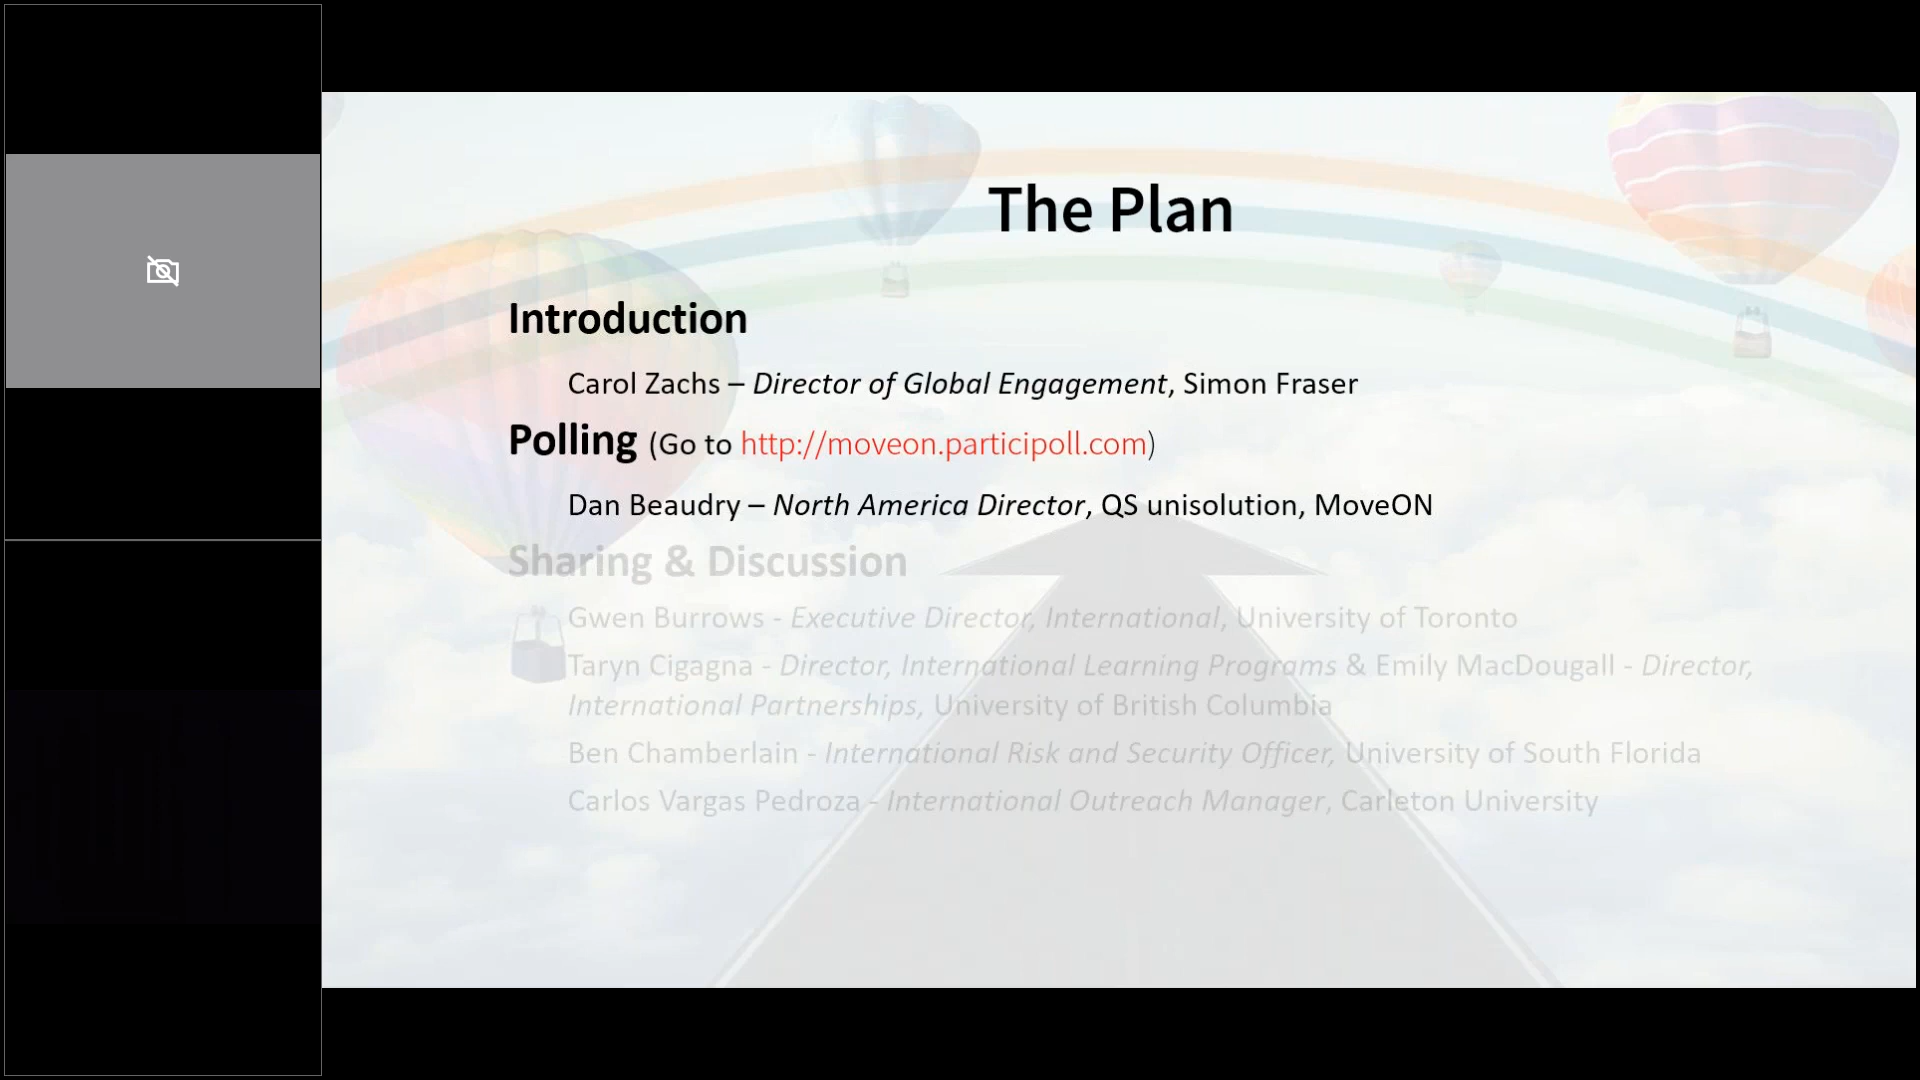 The Plan
Introduction
Carol Zachs – Director of Global Engagement, Simon Fraser
Polling (Go to http://moveon.participoll.com)
Dan Beaudry – North America Director, QS unisolution, MoveON
Sharing & Discussion
Gwen Burrows - Executive Director, International, University of Toronto
Taryn Cigagna - Director, International Learning Programs & Emily MacDougall - Director,
International Partnerships, University of British Columbia
Ben Chamberlain - International Risk and Security Officer, University of South Florida
Carlos Vargas Pedroza - International Outreach Manager, Carleton University